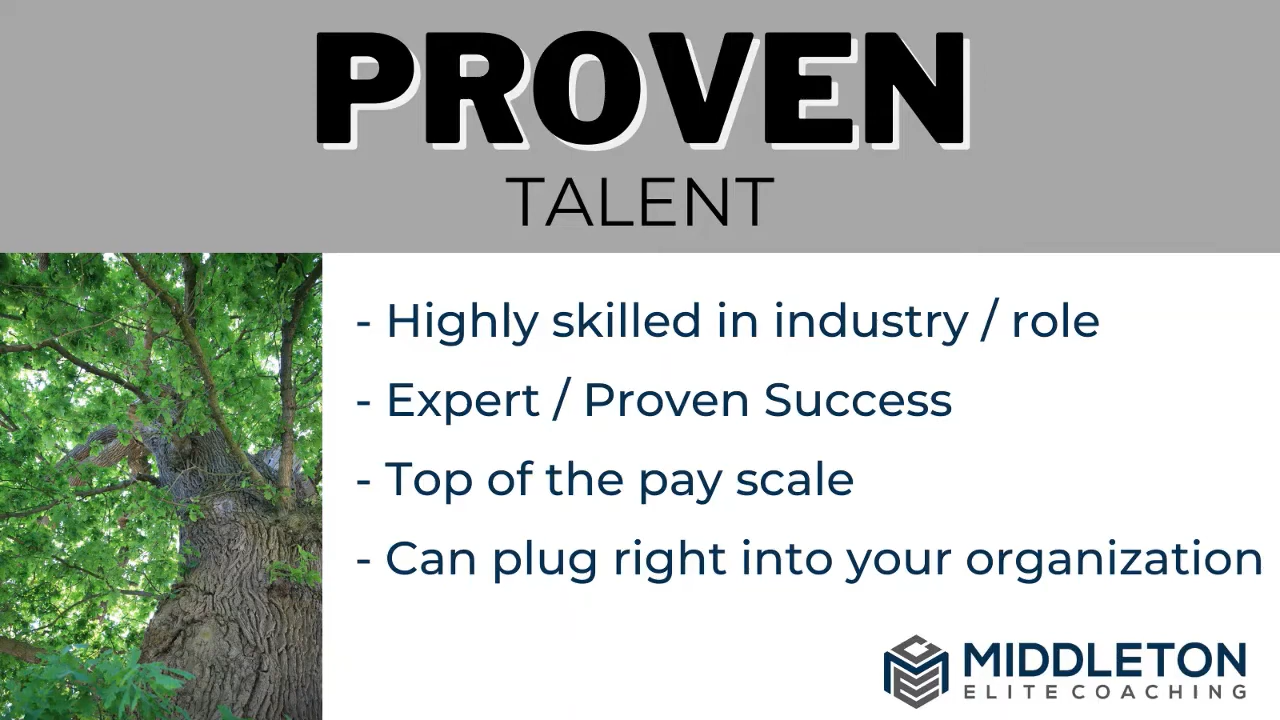 PROVEN
TALENT
- Highly skilled in industry / role
- Expert / Proven Success
- Top of the pay scale
- Can plug right into your organization
MIDDLETON
ELITE COACHING